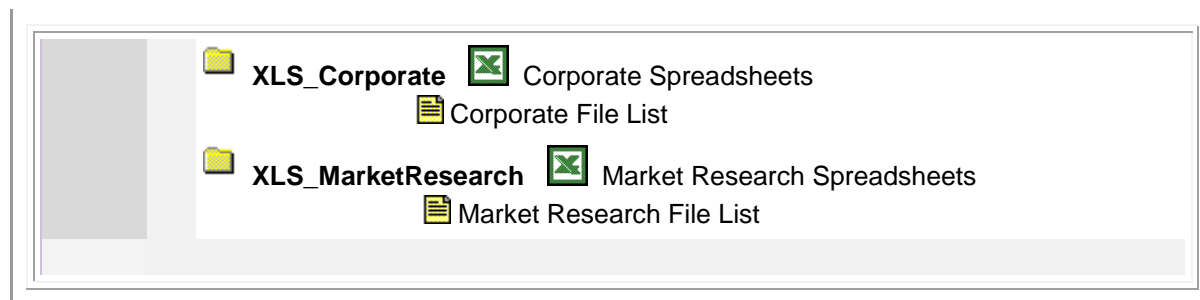 XLS_Corporate Corporate Spreadsheets
Corporate File List
XLS_MarketResearch Market Research Spreadsheets
Market Research File List